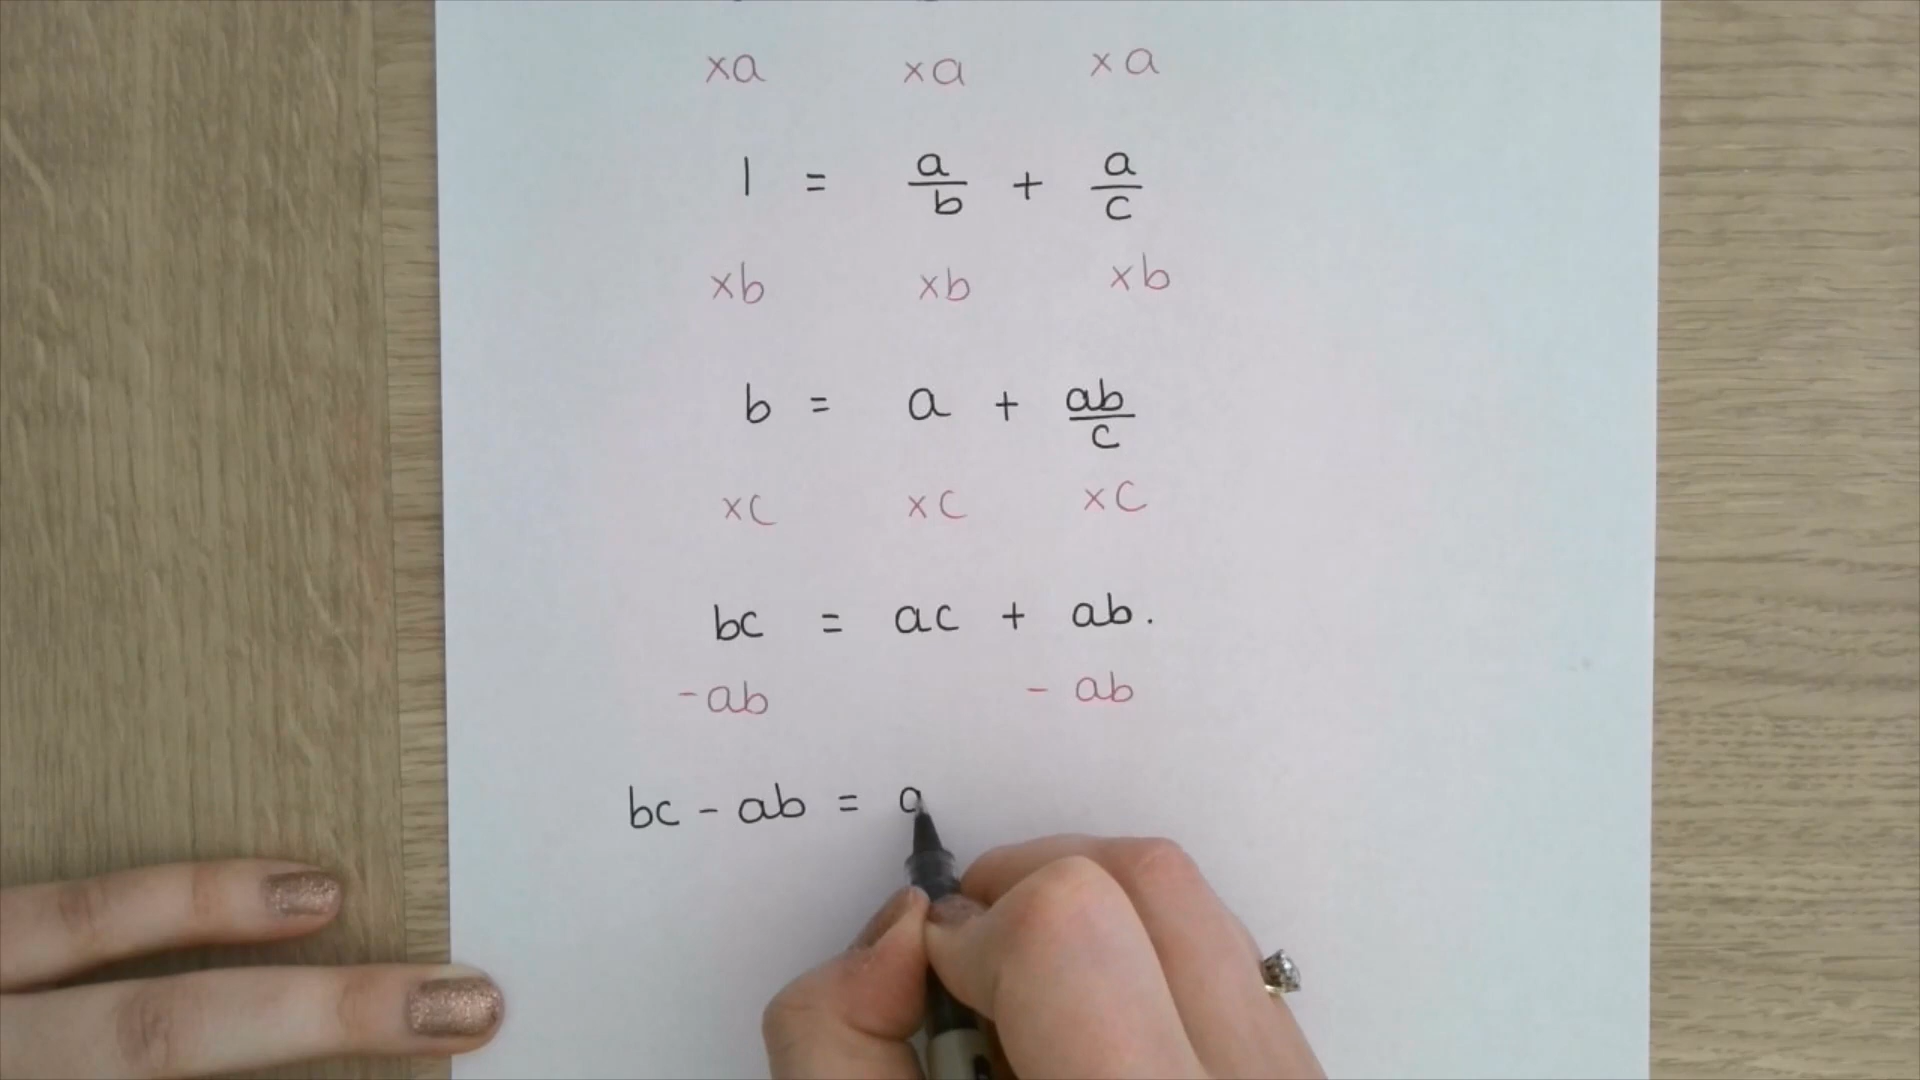 ×a ×a ×a
1 = a/b + a/c
×b ×b ×b
b = a + ab/c
×c ×c ×c
bc = ac + ab.
-ab - ab
bc - ab = a